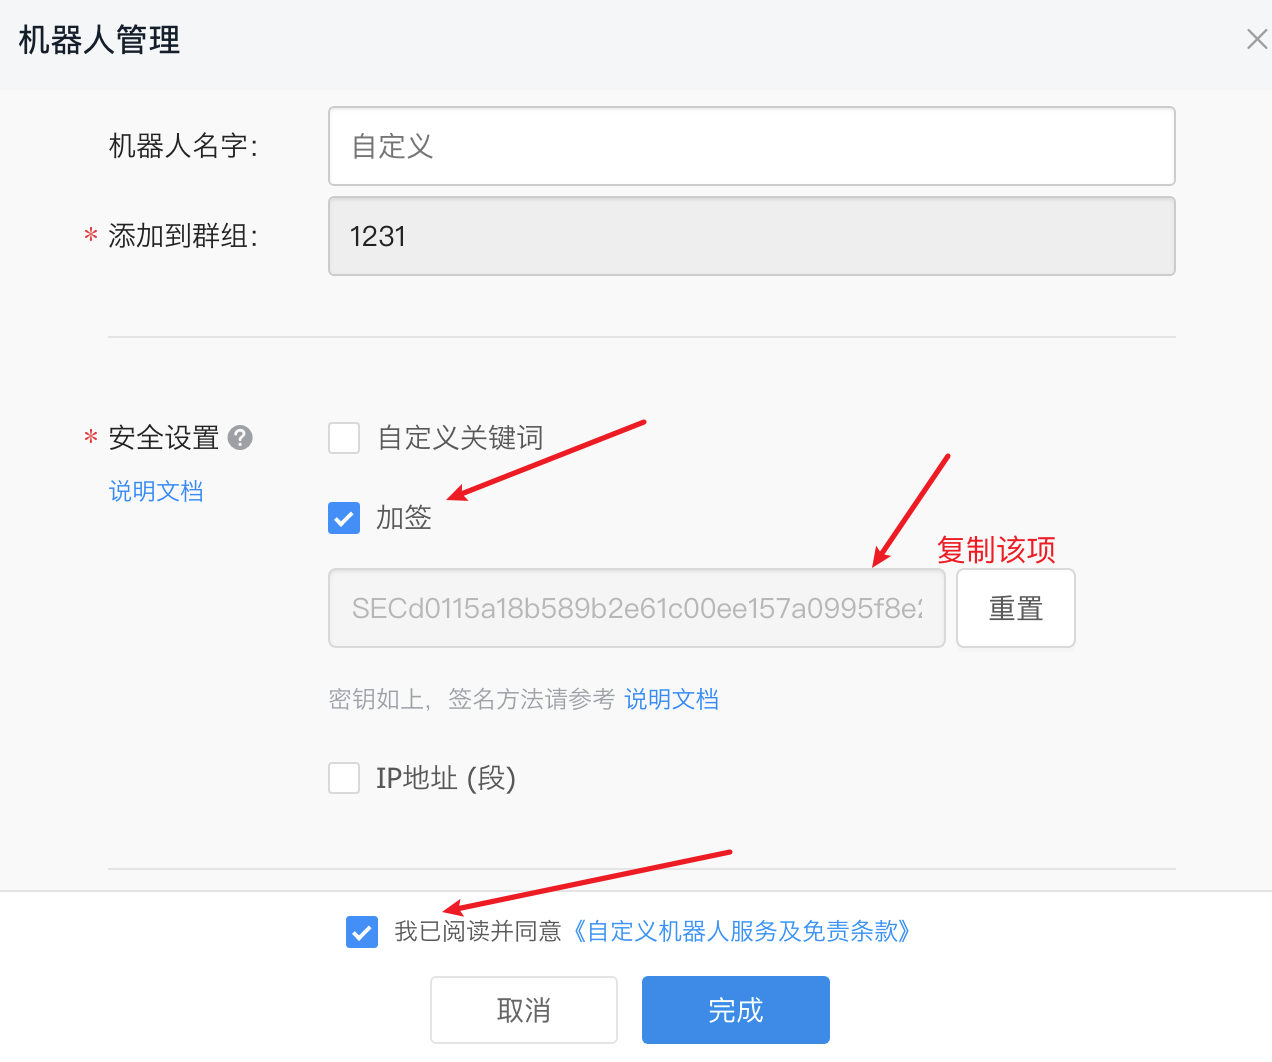 机器人管理
机器人名字：
自定义
* 添加到群组：
1231
* 安全设置 ?
自定义关键词
说明文档
加签
复制该项
SECd0115a18b589b2e61c00ee157a0995f8e
重置
密钥如上，签名方法请参考 说明文档
IP地址 (段)
我已阅读并同意《自定义机器人服务及免责条款》
取消
完成